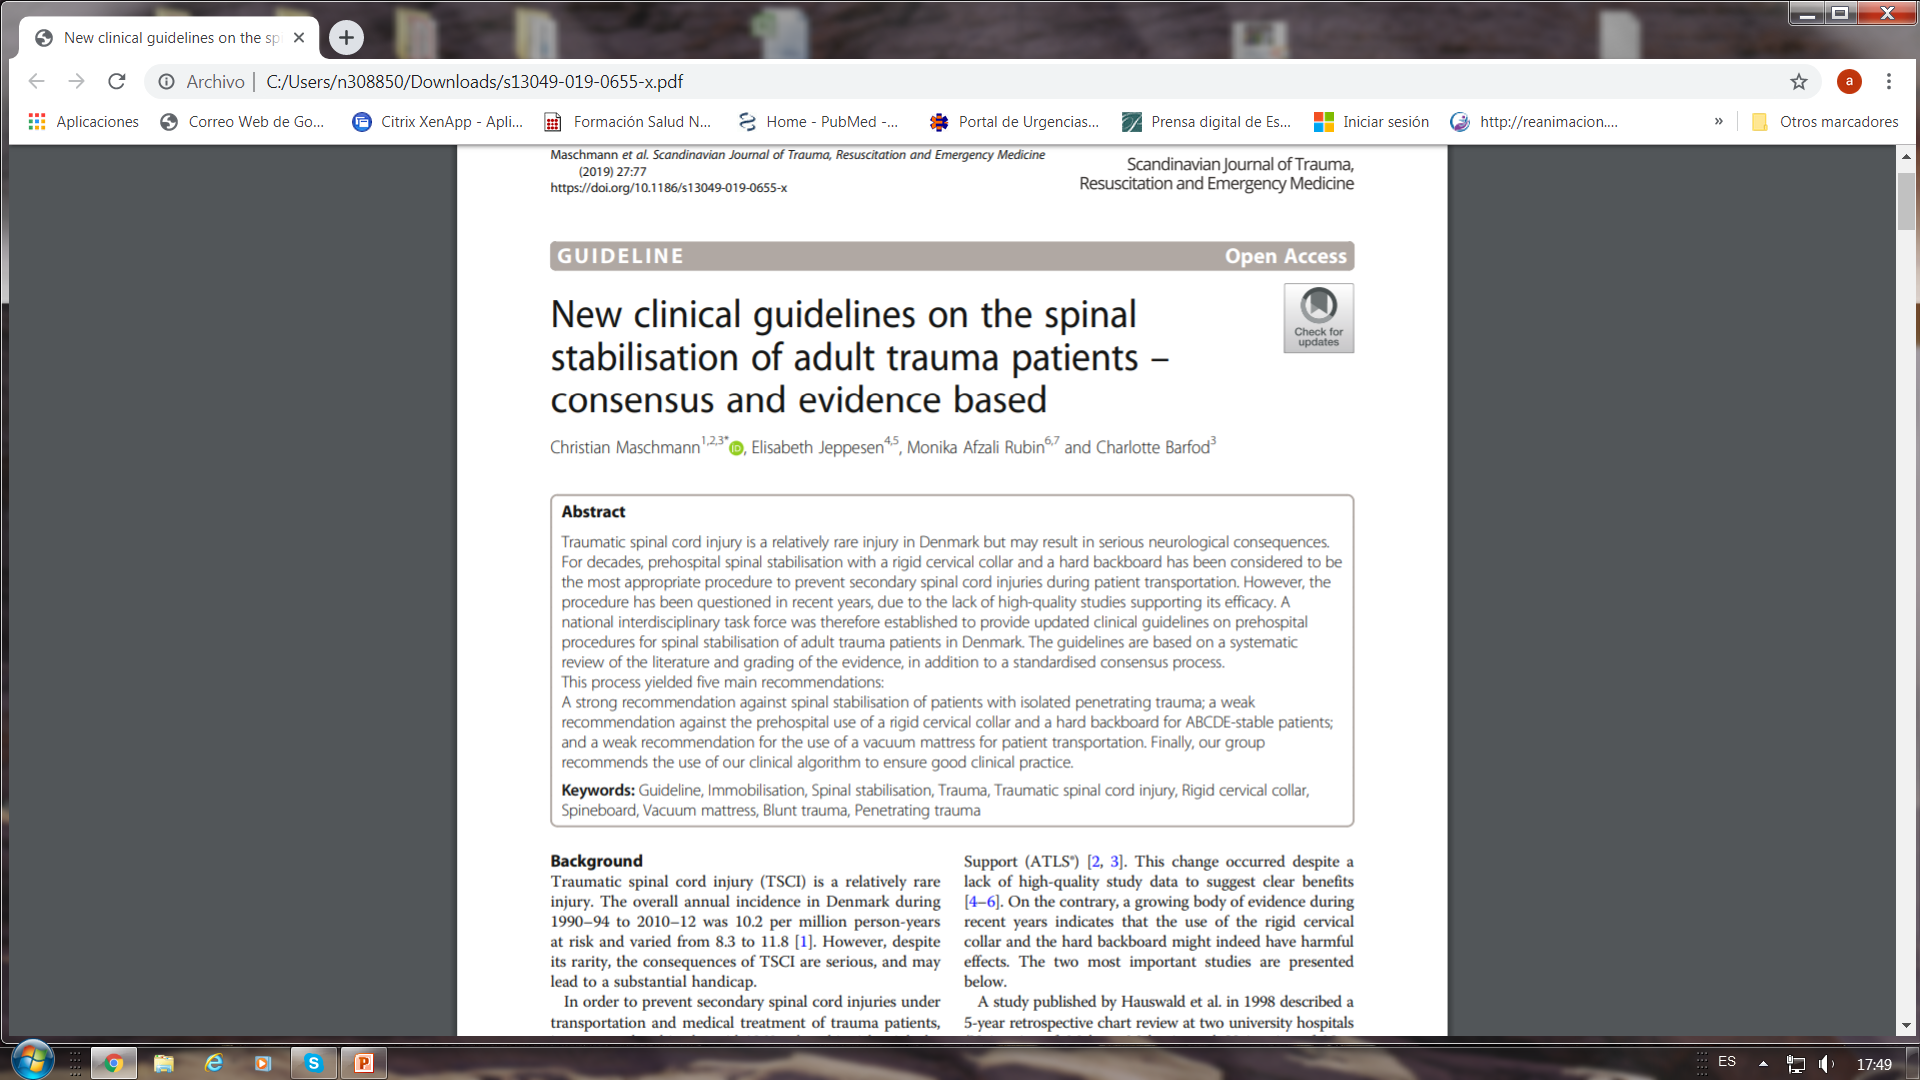 New clinical guidelines on the sp
Archivo | C:/Users/n308850/Downloads/s13049-019-0655-x.pdf
a
Aplicaciones
Correo Web de Go...
Citrix XenApp - Apli...
Formación Salud N...
Home - PubMed -...
Portal de Urgencias...
Prensa digital de Es...
Iniciar sesión
http://reanimacion....
»
Otros marcadores
Maschmann et al. Scandinavian Journal of Trauma, Resuscitation and Emergency Medicine
(2019) 27:77
https://doi.org/10.1186/s13049-019-0655-x
Scandinavian Journal of Trauma,
Resuscitation and Emergency Medicine
GUIDELINE
Open Access
New clinical guidelines on the spinal
stabilisation of adult trauma patients –
consensus and evidence based
Check for
updates
Christian Maschmann1,2,3* iD, Elisabeth Jeppesen4,5, Monika Afzali Rubin6,7 and Charlotte Barfod3
Abstract
Traumatic spinal cord injury is a relatively rare injury in Denmark but may result in serious neurological consequences.
For decades, prehospital spinal stabilisation with a rigid cervical collar and a hard backboard has been considered to be
the most appropriate procedure to prevent secondary spinal cord injuries during patient transportation. However, the
procedure has been questioned in recent years, due to the lack of high-quality studies supporting its efficacy. A
national interdisciplinary task force was therefore established to provide updated clinical guidelines on prehospital
procedures for spinal stabilisation of adult trauma patients in Denmark. The guidelines are based on a systematic
review of the literature and grading of the evidence, in addition to a standardised consensus process.
This process yielded five main recommendations:
A strong recommendation against spinal stabilisation of patients with isolated penetrating trauma; a weak
recommendation against the prehospital use of a rigid cervical collar and a hard backboard for ABCDE-stable patients;
and a weak recommendation for the use of a vacuum mattress for patient transportation. Finally, our group
recommends the use of our clinical algorithm to ensure good clinical practice.
Keywords: Guideline, Immobilisation, Spinal stabilisation, Trauma, Traumatic spinal cord injury, Rigid cervical collar,
Spineboard, Vacuum mattress, Blunt trauma, Penetrating trauma
Background
Traumatic spinal cord injury (TSCI) is a relatively rare
injury. The overall annual incidence in Denmark during
1990–94 to 2010–12 was 10.2 per million person-years
at risk and varied from 8.3 to 11.8 [1]. However, despite
its rarity, the consequences of TSCI are serious, and may
lead to a substantial handicap.
In order to prevent secondary spinal cord injuries under
transportation and medical treatment of trauma patients,
Support (ATLS®) [2, 3]. This change occurred despite a
lack of high-quality study data to suggest clear benefits
[4–6]. On the contrary, a growing body of evidence during
recent years indicates that the use of the rigid cervical
collar and the hard backboard might indeed have harmful
effects. The two most important studies are presented
below.
A study published by Hauswald et al. in 1998 described a
5-year retrospective chart review at two university hospitals
ES
17:49